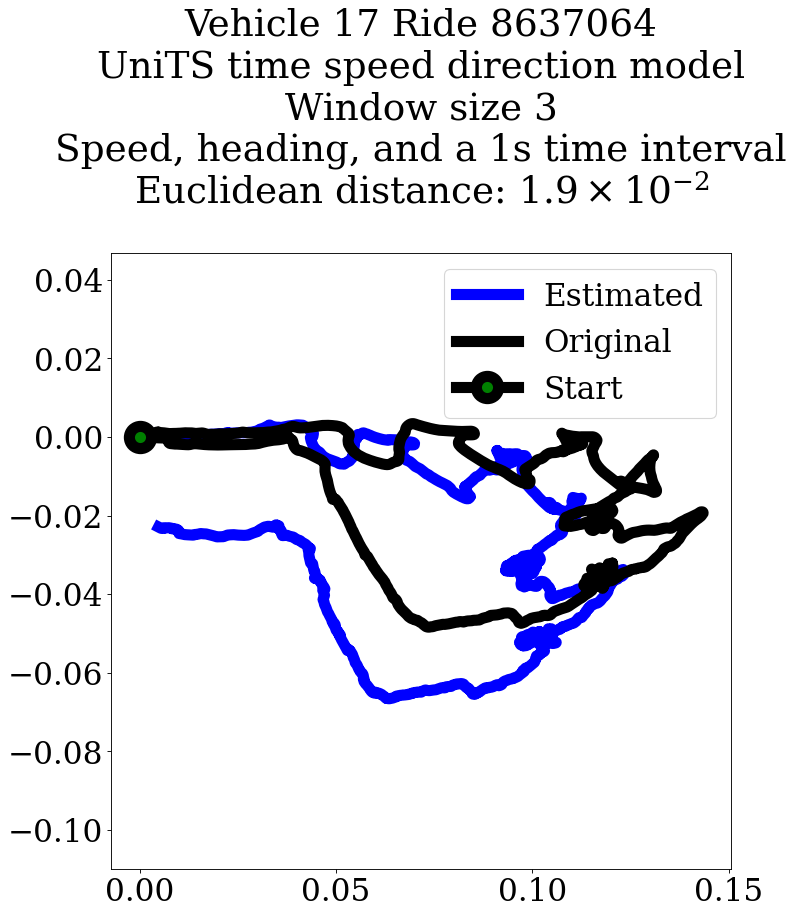 Vehicle 17 Ride 8637064
UniTS time speed direction model
Window size 3
Speed, heading, and a 1s time interval
Euclidean distance: 1.9 × 10⁻²
Estimated
Original
Start
0.04
0.02
0.00
−0.02
−0.04
−0.06
−0.08
−0.10
0.00 0.05 0.10 0.15